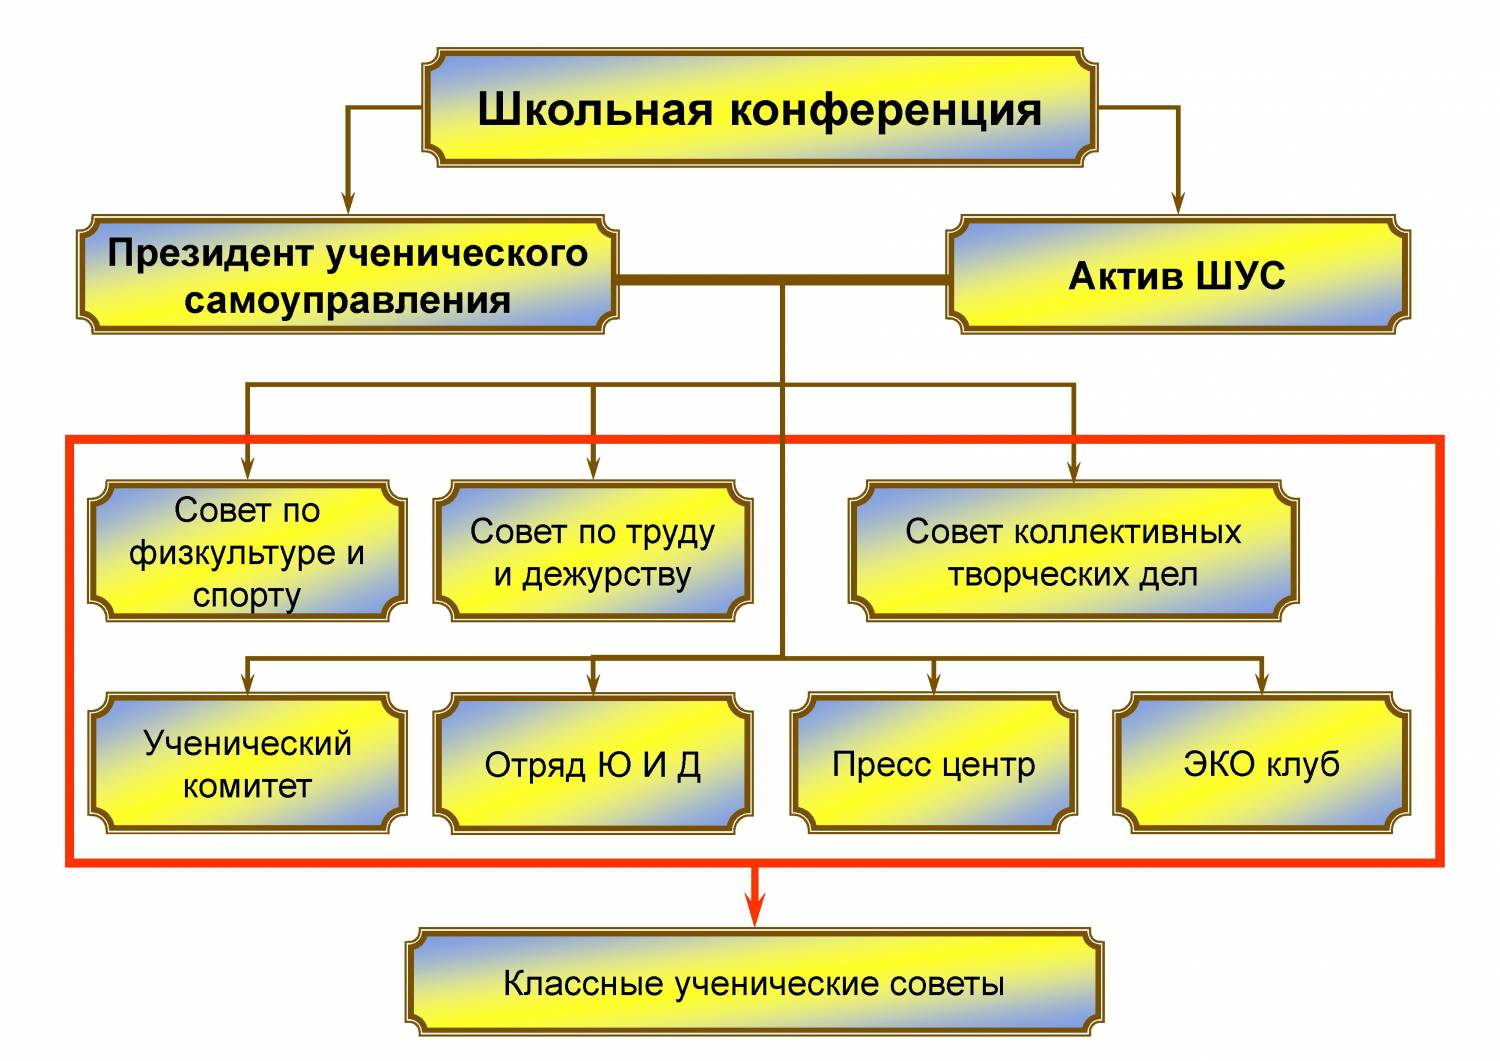 Школьная конференция
Президент ученического
самоуправления
Актив ШУС
Совет по
физкультуре и
спорту
Совет по труду
и дежурству
Совет коллективных
творческих дел
Ученический
комитет
Отряд Ю И Д
Пресс центр
ЭКО клуб
Классные ученические советы